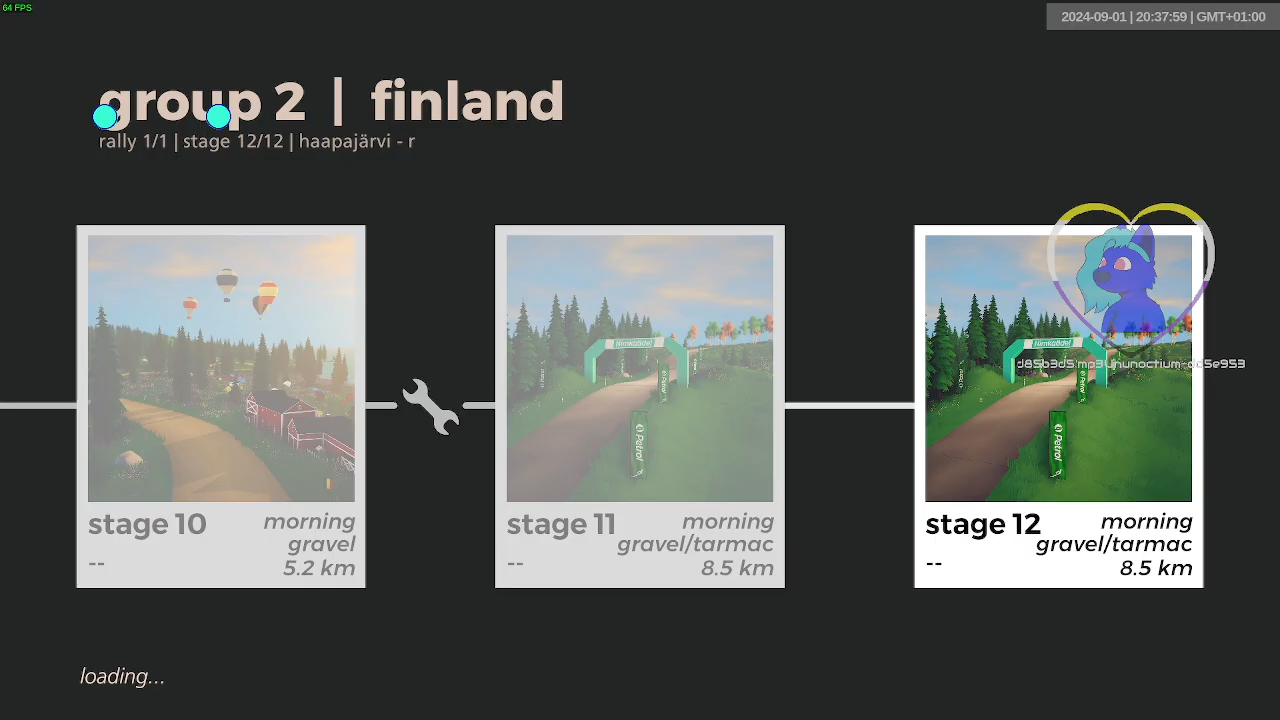 64 FPS
2024-09-01 | 20:37:59 | GMT+01:00
group 2 | finland
rally 1/1 | stage 12/12 | haapajärvi - r
stage 10
morning
gravel
--
5.2 km
Petrol
stage 11
morning
gravel/tarmac
--
8.5 km
Petrol
stage 12
morning
gravel/tarmac
--
8.5 km
loading...